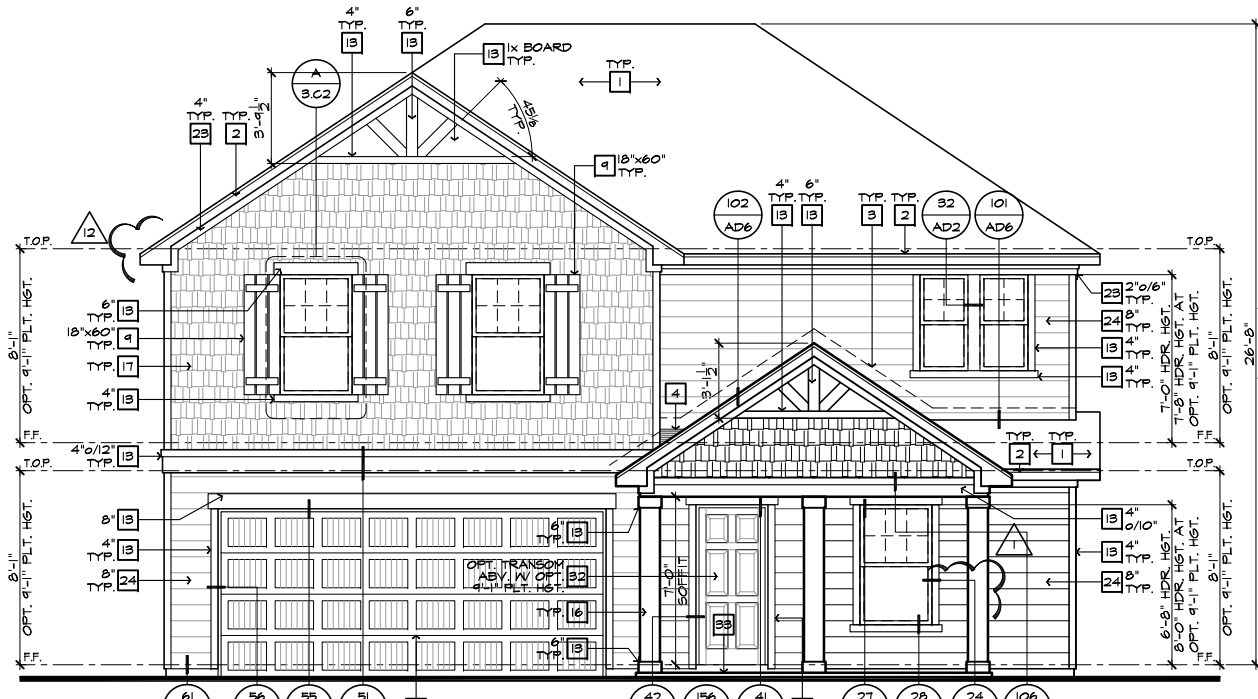 4" TYP. 13
6" TYP. 13
13 1x BOARD TYP.
TYP. 1
A 3.C2
3'-9 1/2"
4" TYP. 23
TYP. 2
TYP.
9 18"x60" TYP.
12
102 AD6
4" TYP. 13
6" TYP. 13
TYP. 3
TYP. 2
32 AD2
101 AD6
T.O.P.
T.O.P.
6" TYP. 13
18"x60" TYP. 9
TYP. 17
4" TYP. 13
8'-1"
OPT. 9'-1" PLT. HGT.
23 2"o/6" TYP.
24 8" TYP.
13 4" TYP.
13 4" TYP.
7'-0" HDR. HGT.
7'-8" HDR. HGT. AT OPT. 9'-1" PLT. HGT.
8'-1"
OPT. 9'-1" PLT. HGT.
26'-8"
3'-1 1/2"
4
F.F.
F.F.
4"o/12" TYP. 13
TYP. 2
TYP. 1
T.O.P.
T.O.P.
8" 13
4" TYP. 13
8" TYP. 24
8'-1"
OPT. 9'-1" PLT. HGT.
6" TYP. 13
OPT. TRANSOM ABV. W/ OPT. 9'-1" PLT. HGT. 32
TYP. 16
6" TYP. 13
7'-0" SOFFIT
33
1
13 4" o/10"
13 4" TYP.
24 8" TYP.
6'-8" HDR. HGT.
8'-0" HDR. HGT. AT OPT. 9'-1" PLT. HGT.
8'-1"
OPT. 9'-1" PLT. HGT.
F.F.
F.F.
61
56
55
51
42
156
41
27
28
24
106